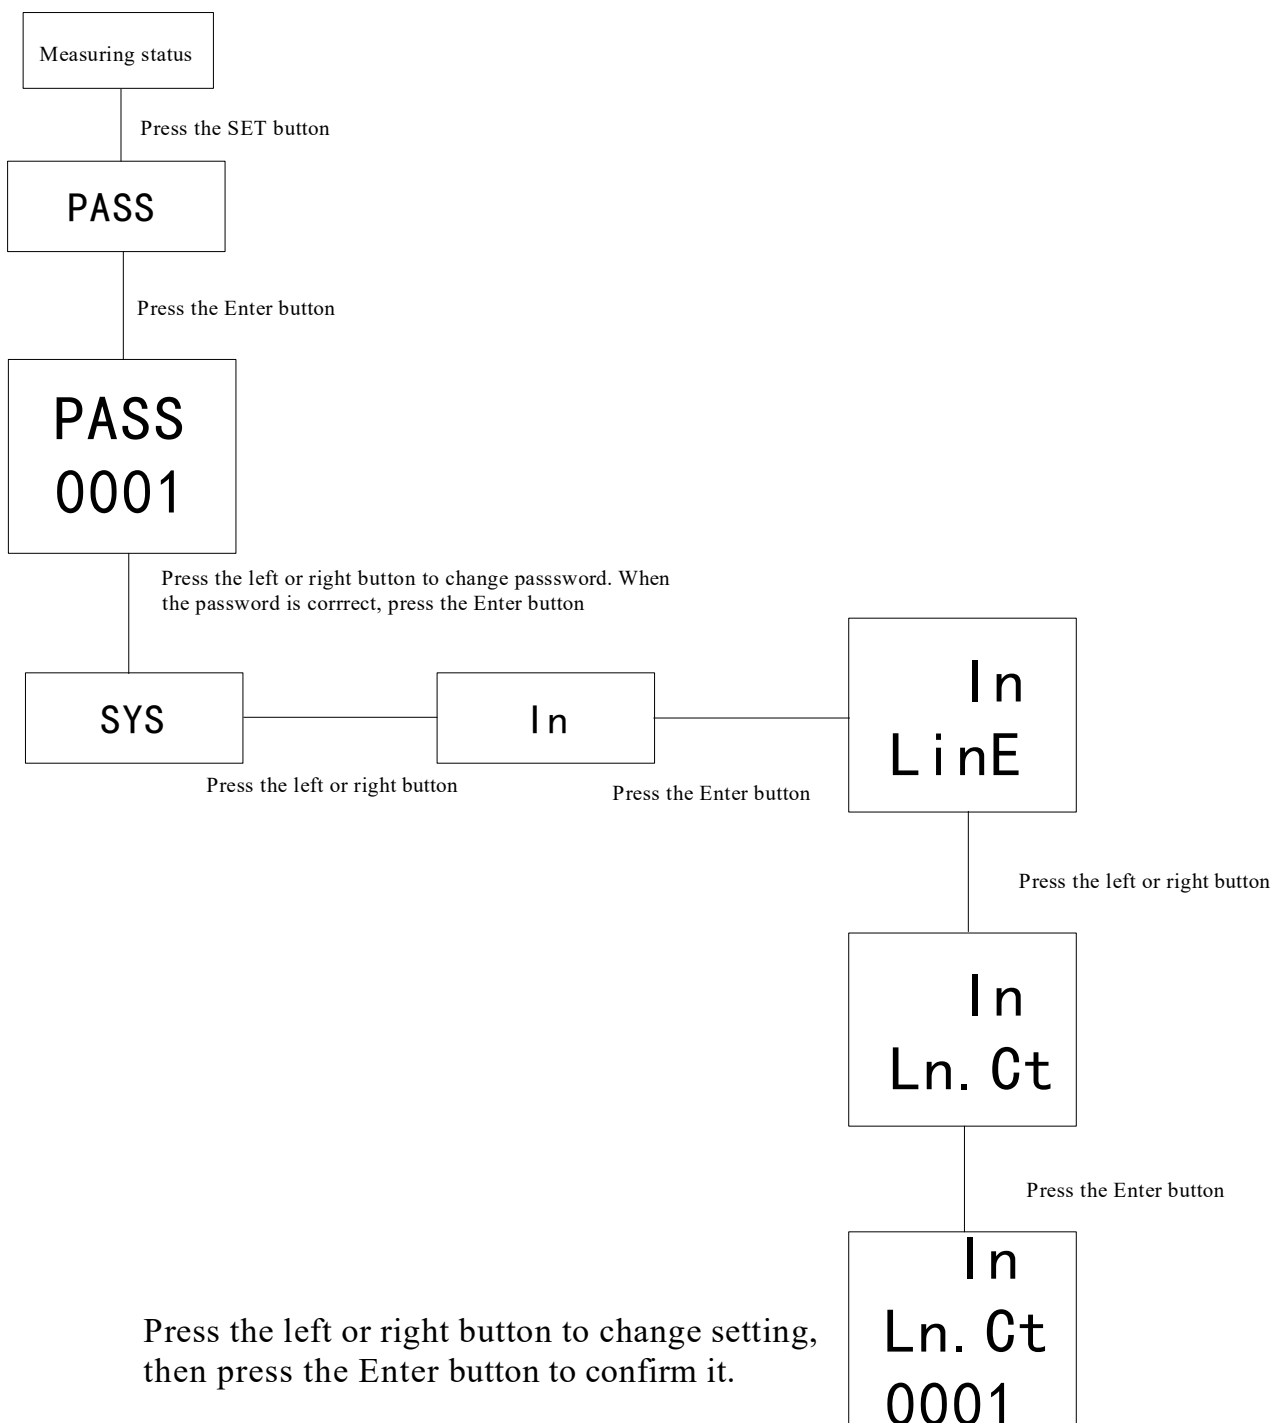 Measuring status
Press the SET button
PASS
Press the Enter button
PASS
0001
Press the left or right button to change passsword. When
the password is corrrect, press the Enter button
SYS
Press the left or right button
In
Press the Enter button
In
LinE
Press the left or right button
In
Ln.Ct
Press the Enter button
In
Ln.Ct
0001
Press the left or right button to change setting,
then press the Enter button to confirm it.